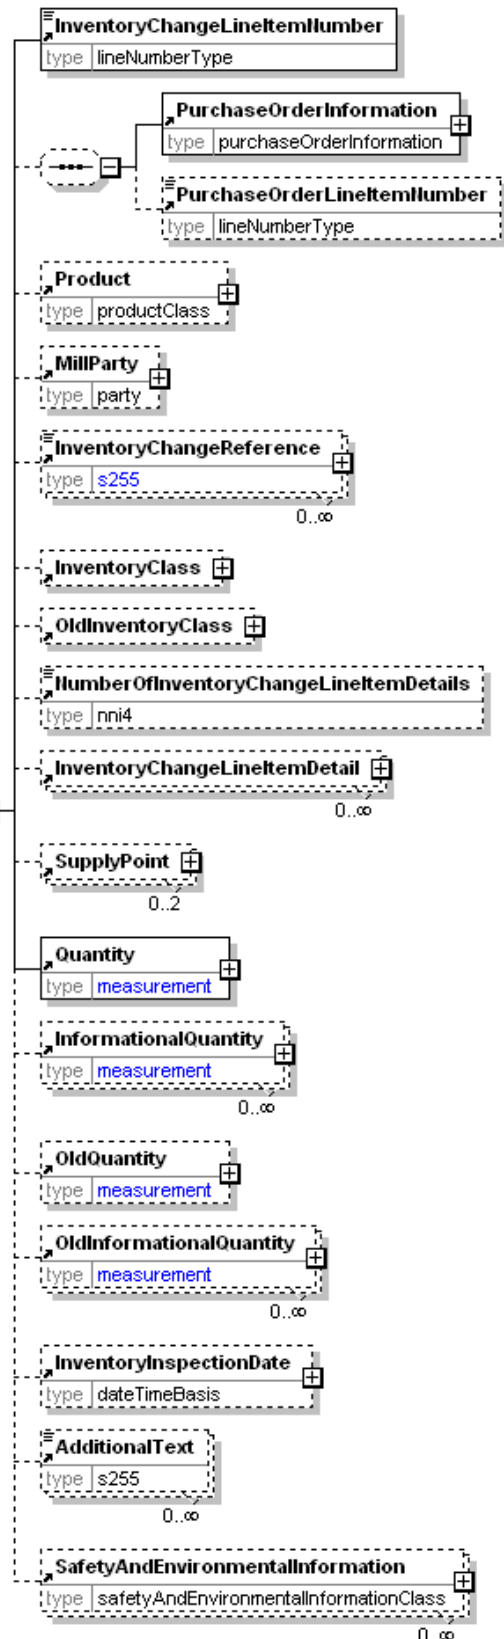 InventoryChangeLineItemNumber
type lineNumberType
PurchaseOrderInformation
type purchaseOrderInformation
PurchaseOrderLineItemNumber
type lineNumberType
Product
type productClass
MillParty
type party
InventoryChangeReference
type s255
0..∞
InventoryClass
OldInventoryClass
NumberOfInventoryChangeLineItemDetails
type nni4
InventoryChangeLineItemDetail
0..∞
SupplyPoint
0..2
Quantity
type measurement
InformationalQuantity
type measurement
0..∞
OldQuantity
type measurement
OldInformationalQuantity
type measurement
0..∞
InventoryInspectionDate
type dateTimeBasis
AdditionalText
type s255
0..∞
SafetyAndEnvironmentalInformation
type safetyAndEnvironmentalInformationClass
0..∞